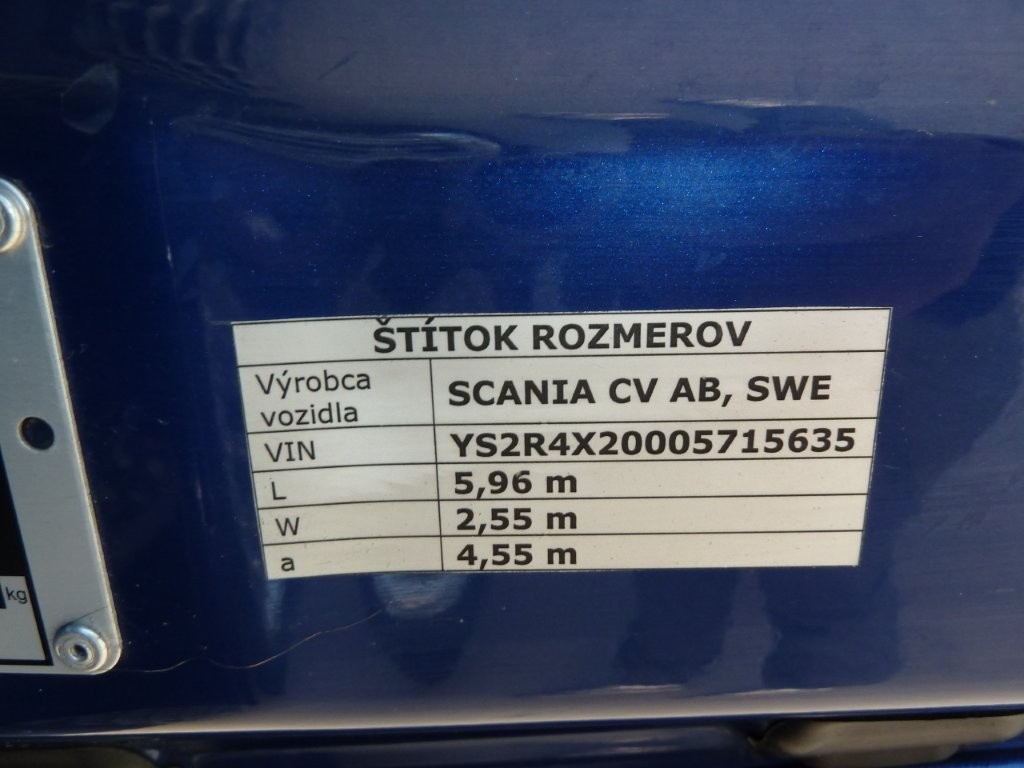 ŠTÍTOK ROZMEROV
Výrobca
vozidla
SCANIA CV AB, SWE
VIN YS2R4X20005715635
L 5,96 m
W 2,55 m
a 4,55 m
kg